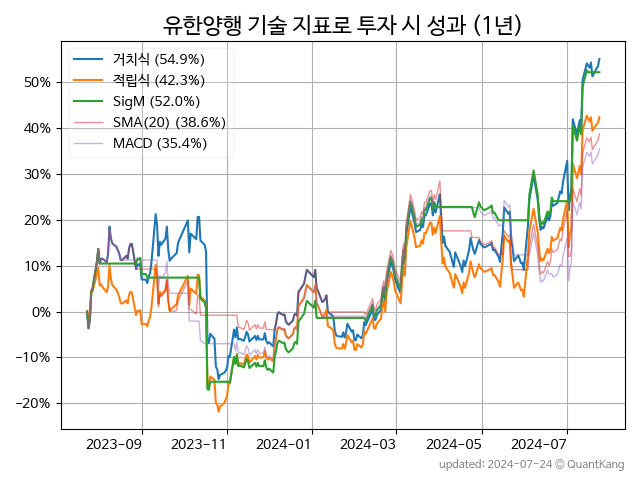 유한양행 기술 지표로 투자 시 성과 (1년)
거치식 (54.9%)
적립식 (42.3%)
SigM (52.0%)
SMA(20) (38.6%)
MACD (35.4%)
50%
40%
30%
20%
10%
0%
−10%
−20%
2023-09 2023-11 2024-01 2024-03 2024-05 2024-07
updated: 2024-07-24 © QuantKang